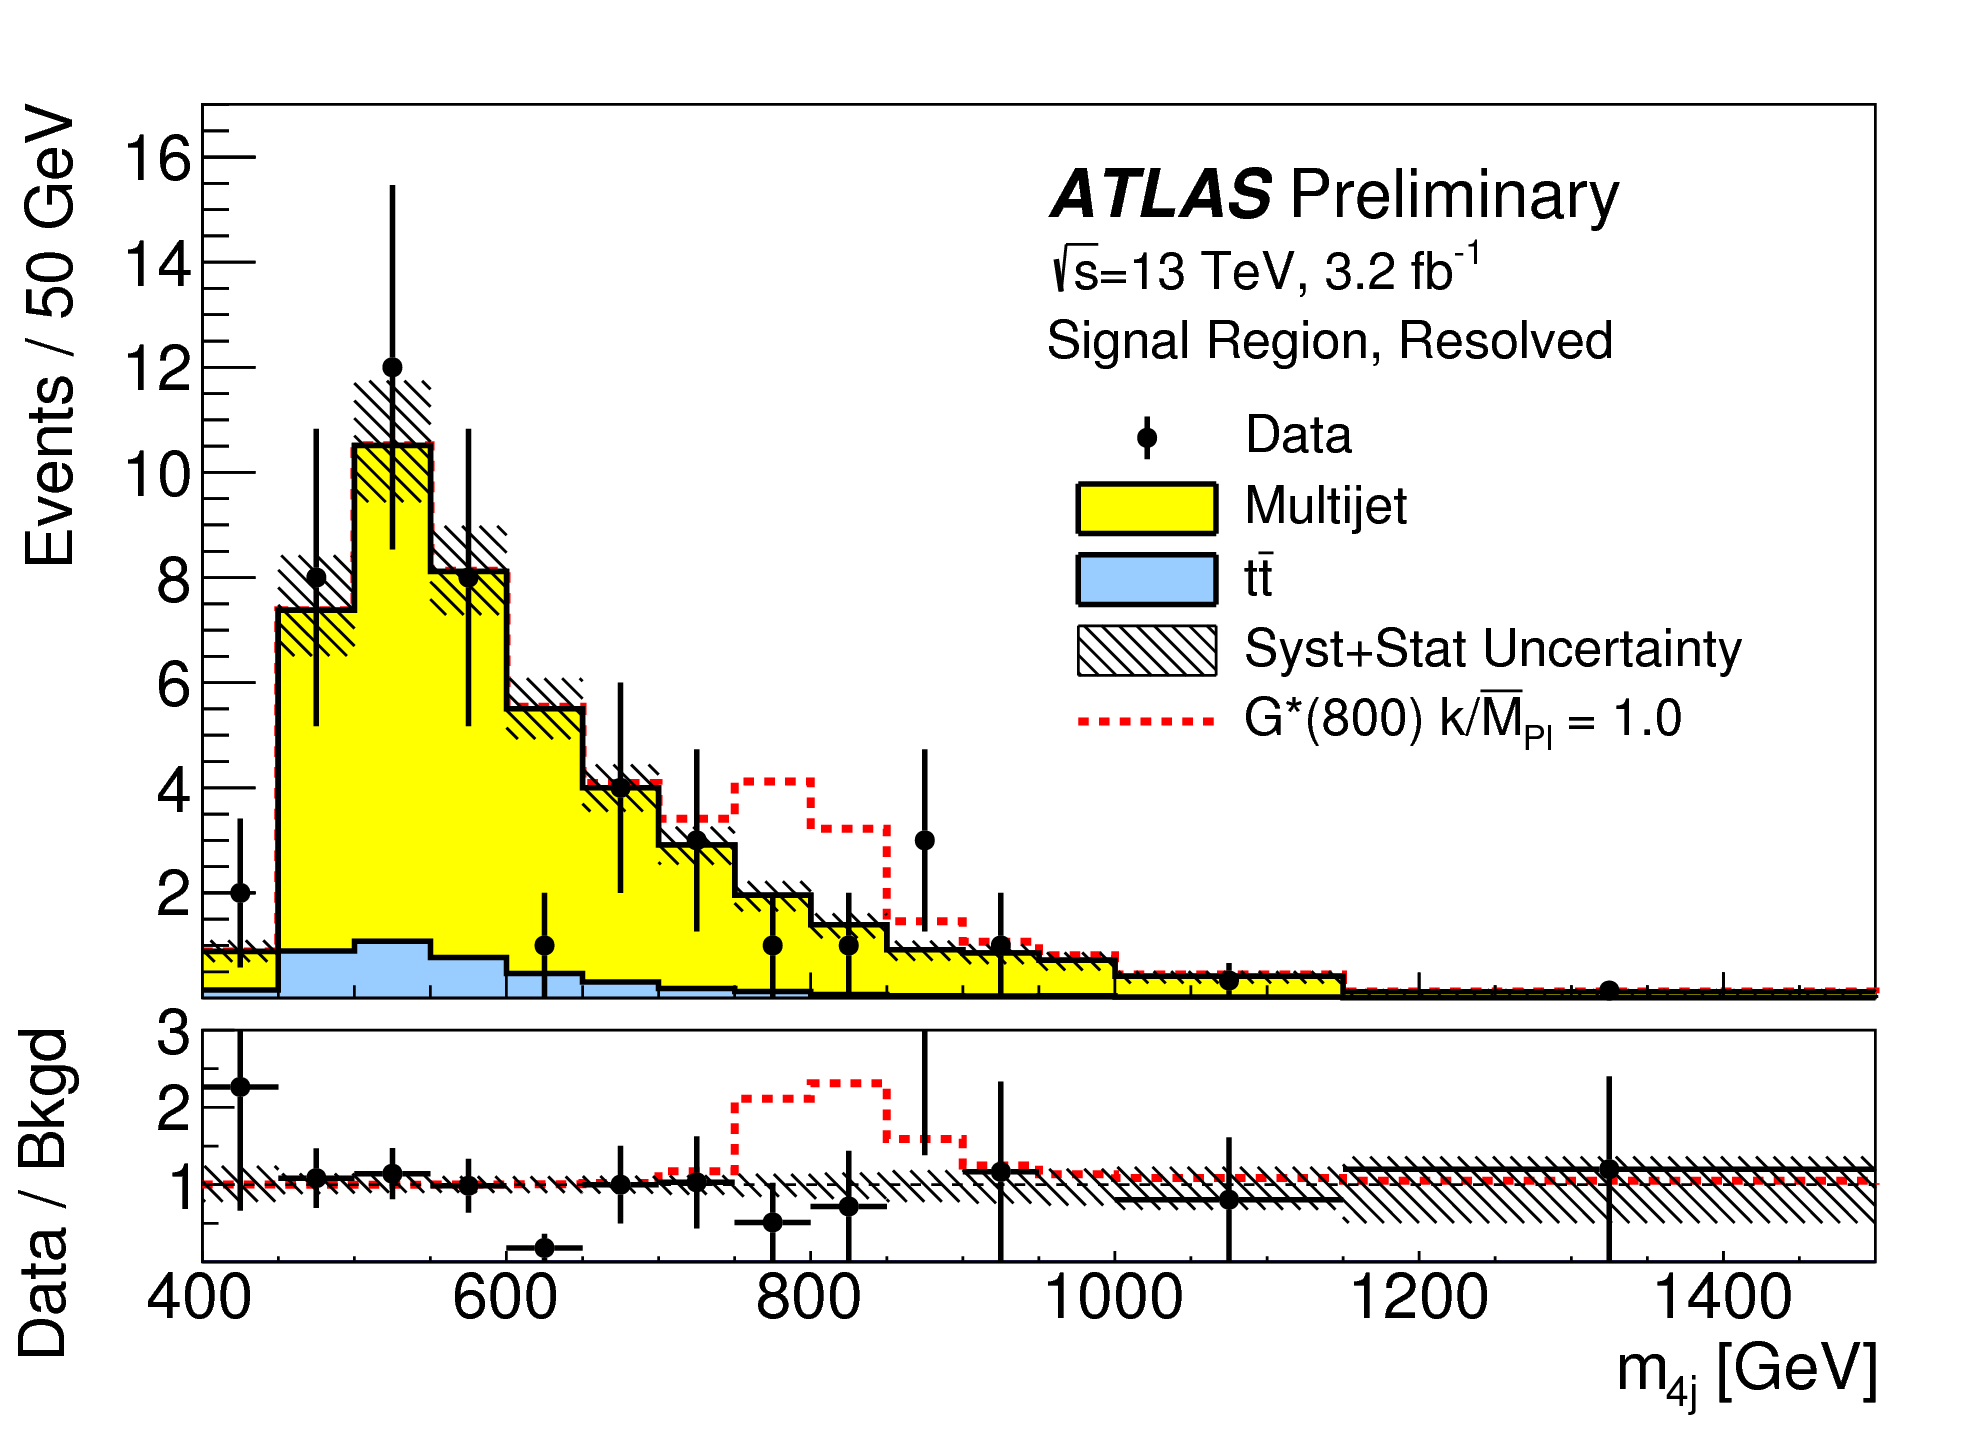 Events / 50 GeV
16
14
12
10
8
6
4
2
ATLAS Preliminary
√s=13 TeV, 3.2 fb⁻¹
Signal Region, Resolved
Data
Multijet
tt̄
Syst+Stat Uncertainty
G*(800) k/M̅_Pl = 1.0
Data / Bkgd
3
2
1
400 600 800 1000 1200 1400
m_4j [GeV]